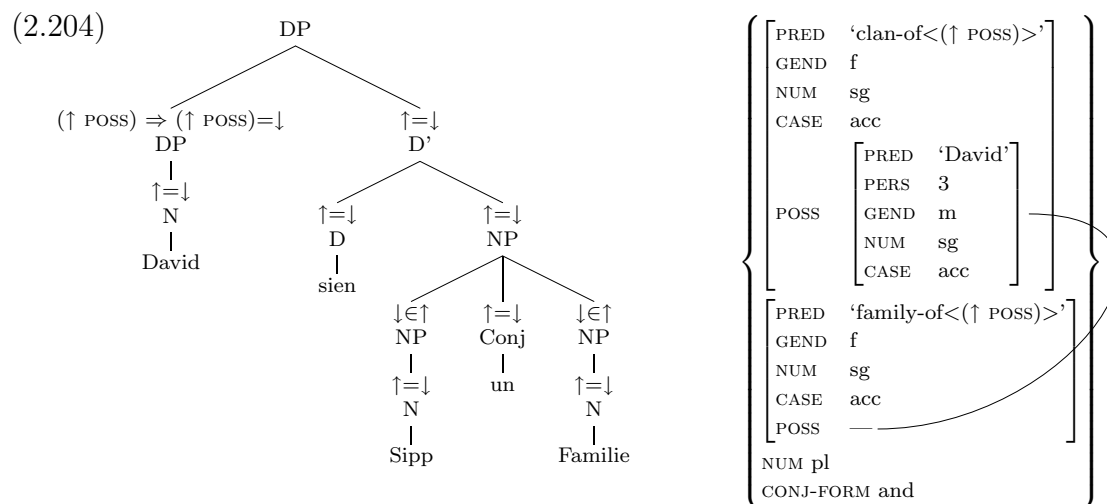 (2.204)
DP
(↑ POSS) ⇒ (↑ POSS)=↓ ↑=↓
DP D’
↑=↓ ↑=↓ ↑=↓
N D NP
David sien
↓∈↑ ↑=↓ ↓∈↑
NP Conj NP
↑=↓ un ↑=↓
N N
Sipp Familie
PRED ‘clan-of<(↑ POSS)>’
GEND f
NUM sg
CASE acc
POSS
PRED ‘David’
PERS 3
GEND m
NUM sg
CASE acc
PRED ‘family-of<(↑ POSS)>’
GEND f
NUM sg
CASE acc
POSS —
NUM pl
CONJ-FORM and